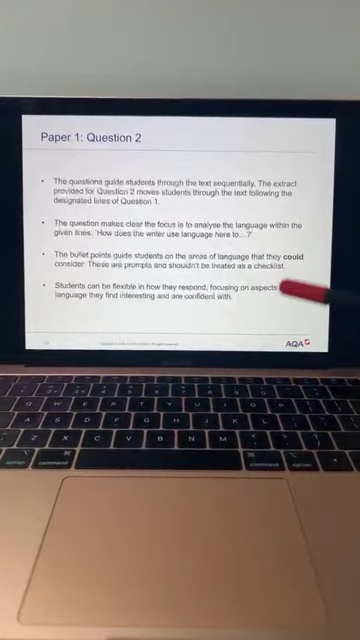 Paper 1: Question 2
• The questions guide students through the text sequentially. The extract
provided for Question 2 moves students through the text following the
designated lines of Question 1.
• The question makes clear the focus is to analyse the language within the
given lines: 'How does the writer use language here to…?'
• The bullet points guide students on the areas of language that they could
consider. These are prompts and shouldn't be treated as a checklist.
• Students can be flexible in how they respond, focusing on aspects
language they find interesting and are confident with.
AQA
Q W E R T Y U I O P
A S D F G H J K L
Z X C V B N M
option command command option